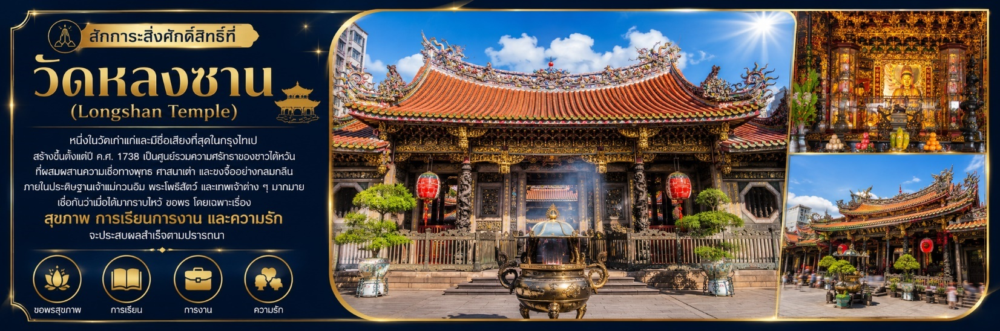 สักการะสิ่งศักดิ์สิทธิ์ที่
วัดหลงซาน
(Longshan Temple)
หนึ่งในวัดเก่าแก่และมีชื่อเสียงที่สุดในกรุงไทเป
สร้างขึ้นตั้งแต่ปี ค.ศ. 1738 เป็นศูนย์รวมความศรัทธาของชาวไต้หวัน
ที่ผสมผสานความเชื่อทางพุทธ ศาสนาเต๋า และขงจื้ออย่างกลมกลืน
ภายในประดิษฐานเจ้าแม่กวนอิม พระโพธิสัตว์ และเทพเจ้าต่าง ๆ มากมาย
เชื่อกันว่าเมื่อได้มากราบไหว้ ขอพร โดยเฉพาะเรื่อง
สุขภาพ การเรียนการงาน และความรัก
จะประสบผลสำเร็จตามปรารถนา
ขอพรสุขภาพ
การเรียน
การงาน
ความรัก